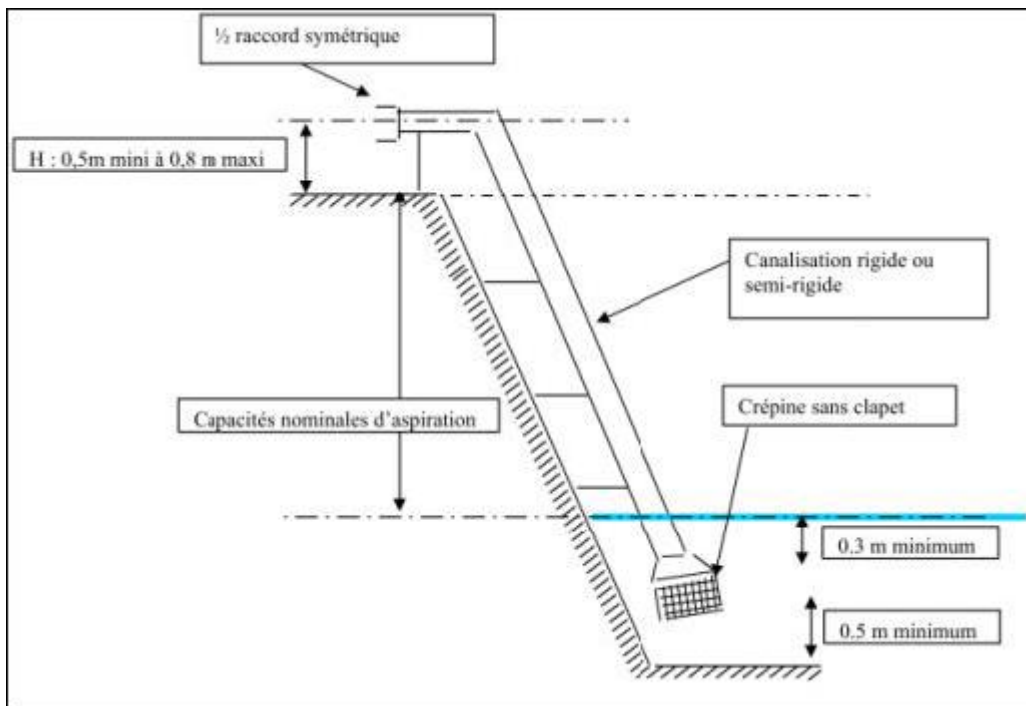 ½ raccord symétrique
H : 0,5m mini à 0,8 m maxi
Canalisation rigide ou
semi-rigide
Crépine sans clapet
Capacités nominales d’aspiration
0.3 m minimum
0.5 m minimum